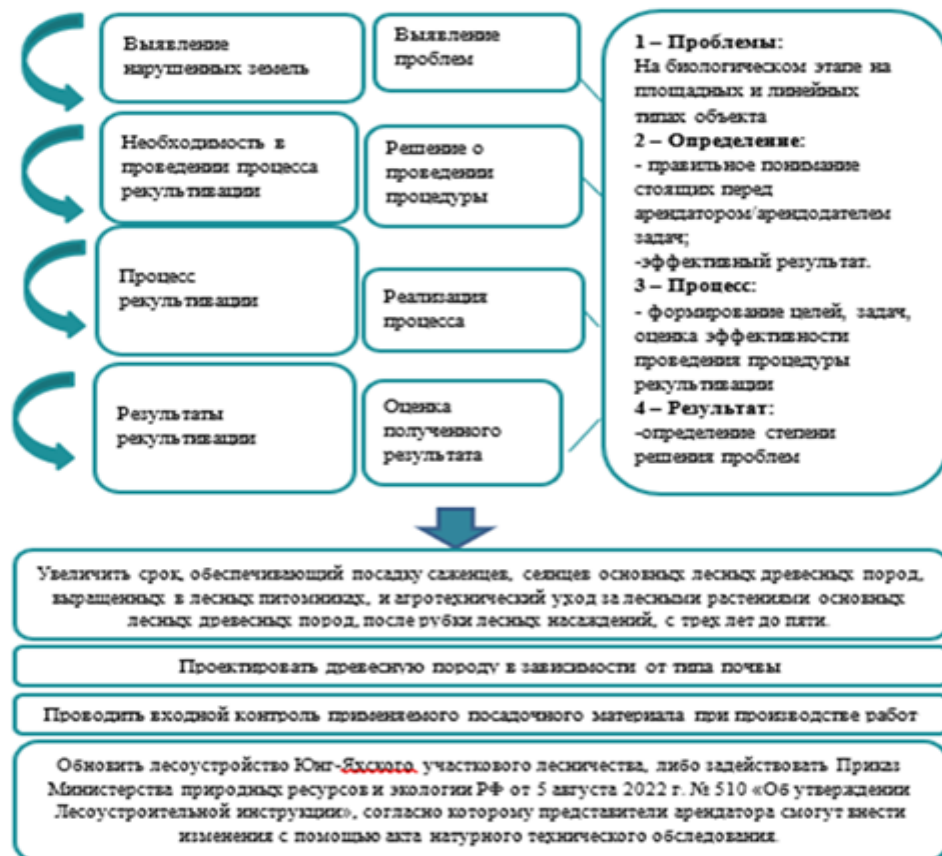 Выявление
нарушенных земель
Выявление
проблем
Необходимость в
проведении процесса
рекультивации
Решение о
проведении
процедуры
Процесс
рекультивации
Реализация
процесса
Результаты
рекультивации
Оценка
полученного
результата
1 – Проблемы:
На биологическом этапе на
площадных и линейных
типах объекта
2 – Определение:
- правильное понимание
стоящих перед
арендатором/арендодателем
задач;
-эффективный результат.
3 – Процесс:
- формирование целей, задач,
оценка эффективности
проведения процедуры
рекультивации
4 – Результат:
-определение степени
решения проблем
Увеличить срок, обеспечивающий посадку саженцев, сеянцев основных лесных древесных пород,
выращенных в лесных питомниках, и агротехнический уход за лесными растениями основных
лесных древесных пород, после рубки лесных насаждений, с трех лет до пяти.
Проектировать древесную породу в зависимости от типа почвы
Проводить входной контроль применяемого посадочного материала при производстве работ
Обновить лесоустройство Юнг-Яхского участкового лесничества, либо задействовать Приказ
Министерства природных ресурсов и экологии РФ от 5 августа 2022 г. № 510 «Об утверждении
Лесоустроительной инструкции», согласно которому представители арендатора смогут внести
изменения с помощью акта натурного технического обследования.